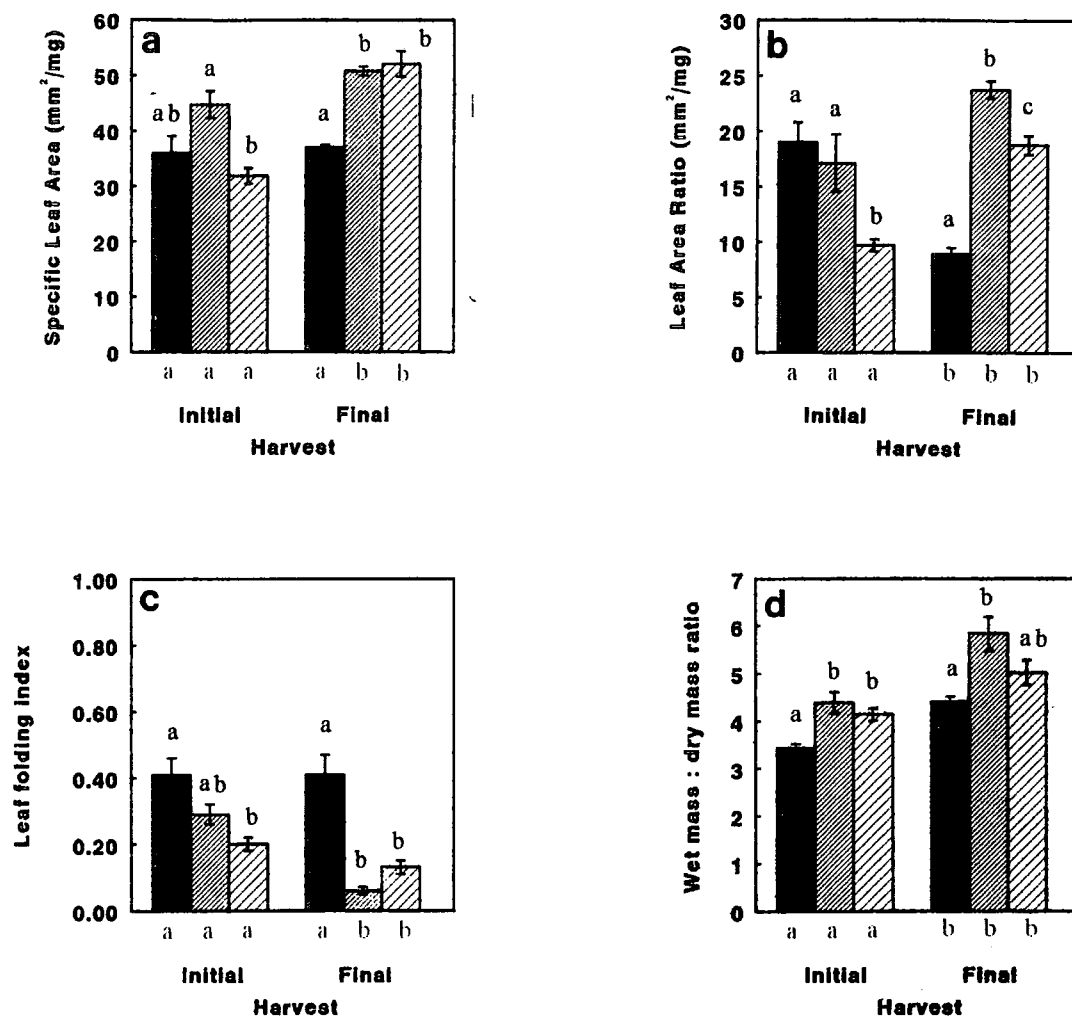 a
Specific Leaf Area (mm²/mg)
60
50
40
30
20
10
0
ab a b a b b
a a a a b b
Initial Final
Harvest
b
Leaf Area Ratio (mm²/mg)
30
25
20
15
10
5
0
a a b a b c
a a a b b b
Initial Final
Harvest
c
Leaf folding index
1.00
0.80
0.60
0.40
0.20
0.00
a ab b a b b
a a a a b b
Initial Final
Harvest
d
Wet mass : dry mass ratio
7
6
5
4
3
2
1
0
a b b a b ab
a a a b b b
Initial Final
Harvest